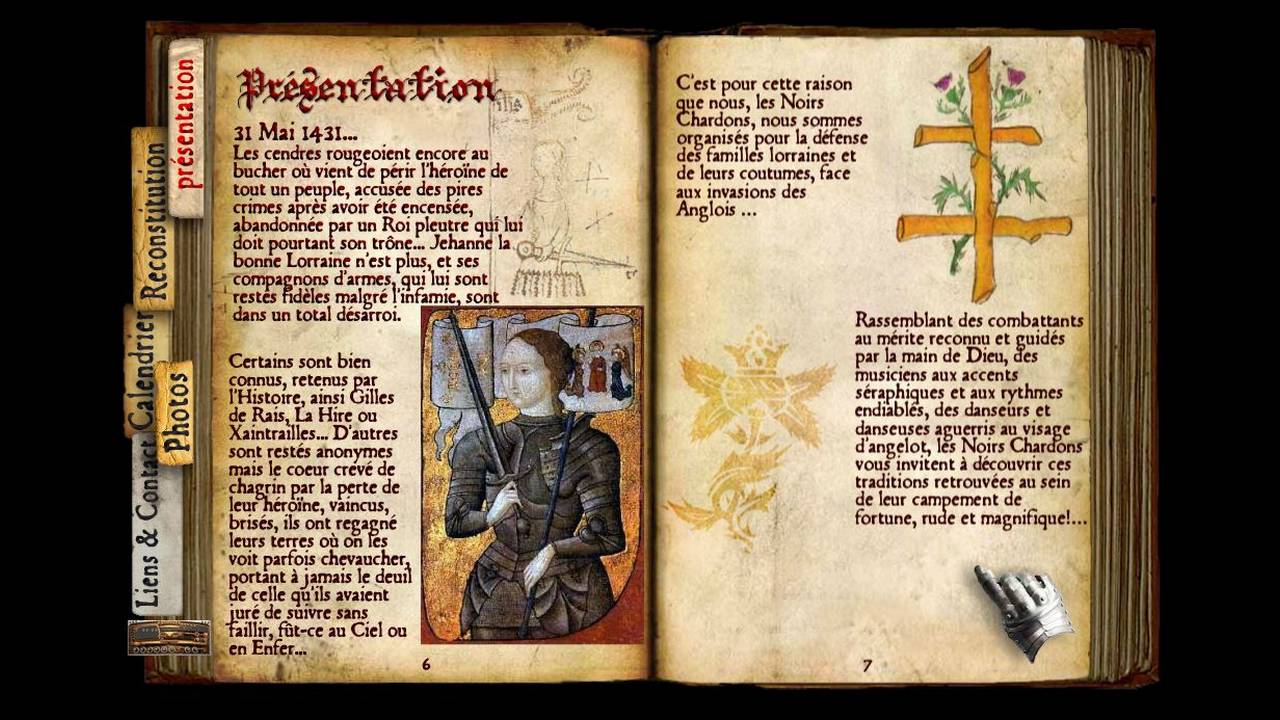 présentation
Reconstitution
Calendrier
Photos
Liens & Contact
Présentation
31 Mai 1431...
Les cendres rougeoient encore au
bucher où vient de périr l'héroïne de
tout un peuple, accusée des pires
crimes après avoir été encensée,
abandonnée par un Roi pleutre qui lui
doit pourtant son trône... Jehanne la
bonne Lorraine n'est plus, et ses
compagnons d'armes, qui lui sont
restés fidèles malgré l'infamie, sont
dans un total désarroi.
Certains sont bien
connus, retenus par
l'Histoire, ainsi Gilles
de Rais, La Hire ou
Xaintrailles... D'autres
sont restés anonymes
mais le coeur crevé de
chagrin par la perte de
leur héroïne, vaincus,
brisés, ils ont regagné
leurs terres où on les
voit parfois chevaucher,
portant à jamais le deuil
de celle qu'ils avaient
juré de suivre sans
faillir, fût-ce au Ciel ou
en Enfer...
6
C'est pour cette raison
que nous, les Noirs
Chardons, nous sommes
organisés pour la défense
des familles lorraines et
de leurs coutumes, face
aux invasions des
Anglois ...
Rassemblant des combattants
au mérite reconnu et guidés
par la main de Dieu, des
musiciens aux accents
séraphiques et aux rythmes
endiablés, des danseurs et
danseuses aguerris au visage
d'angelot, les Noirs Chardons
vous invitent à découvrir ces
traditions retrouvées au sein
de leur campement de
fortune, rude et magnifique!...
7